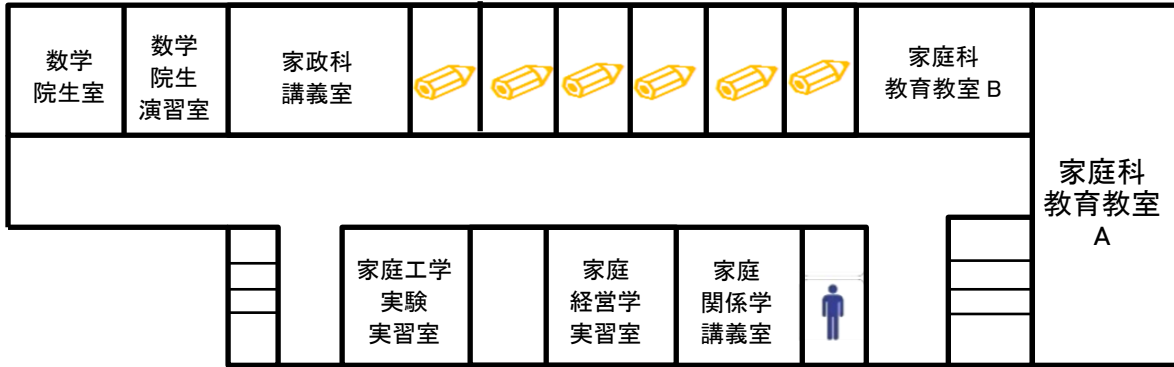 数学
院生室
数学
院生
演習室
家政科
講義室
家庭科
教育教室 B
家庭科
教育教室
A
家庭工学
実験
実習室
家庭
経営学
実習室
家庭
関係学
講義室